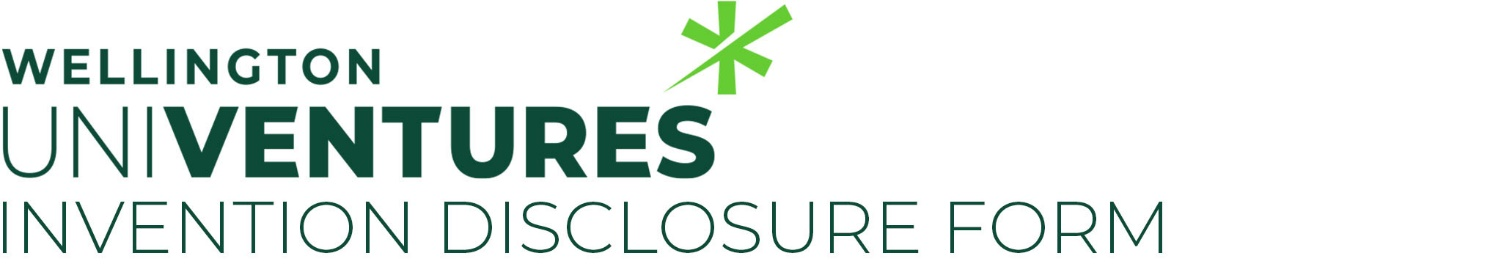 WELLINGTON
UNIVENTURES
INVENTION DISCLOSURE FORM